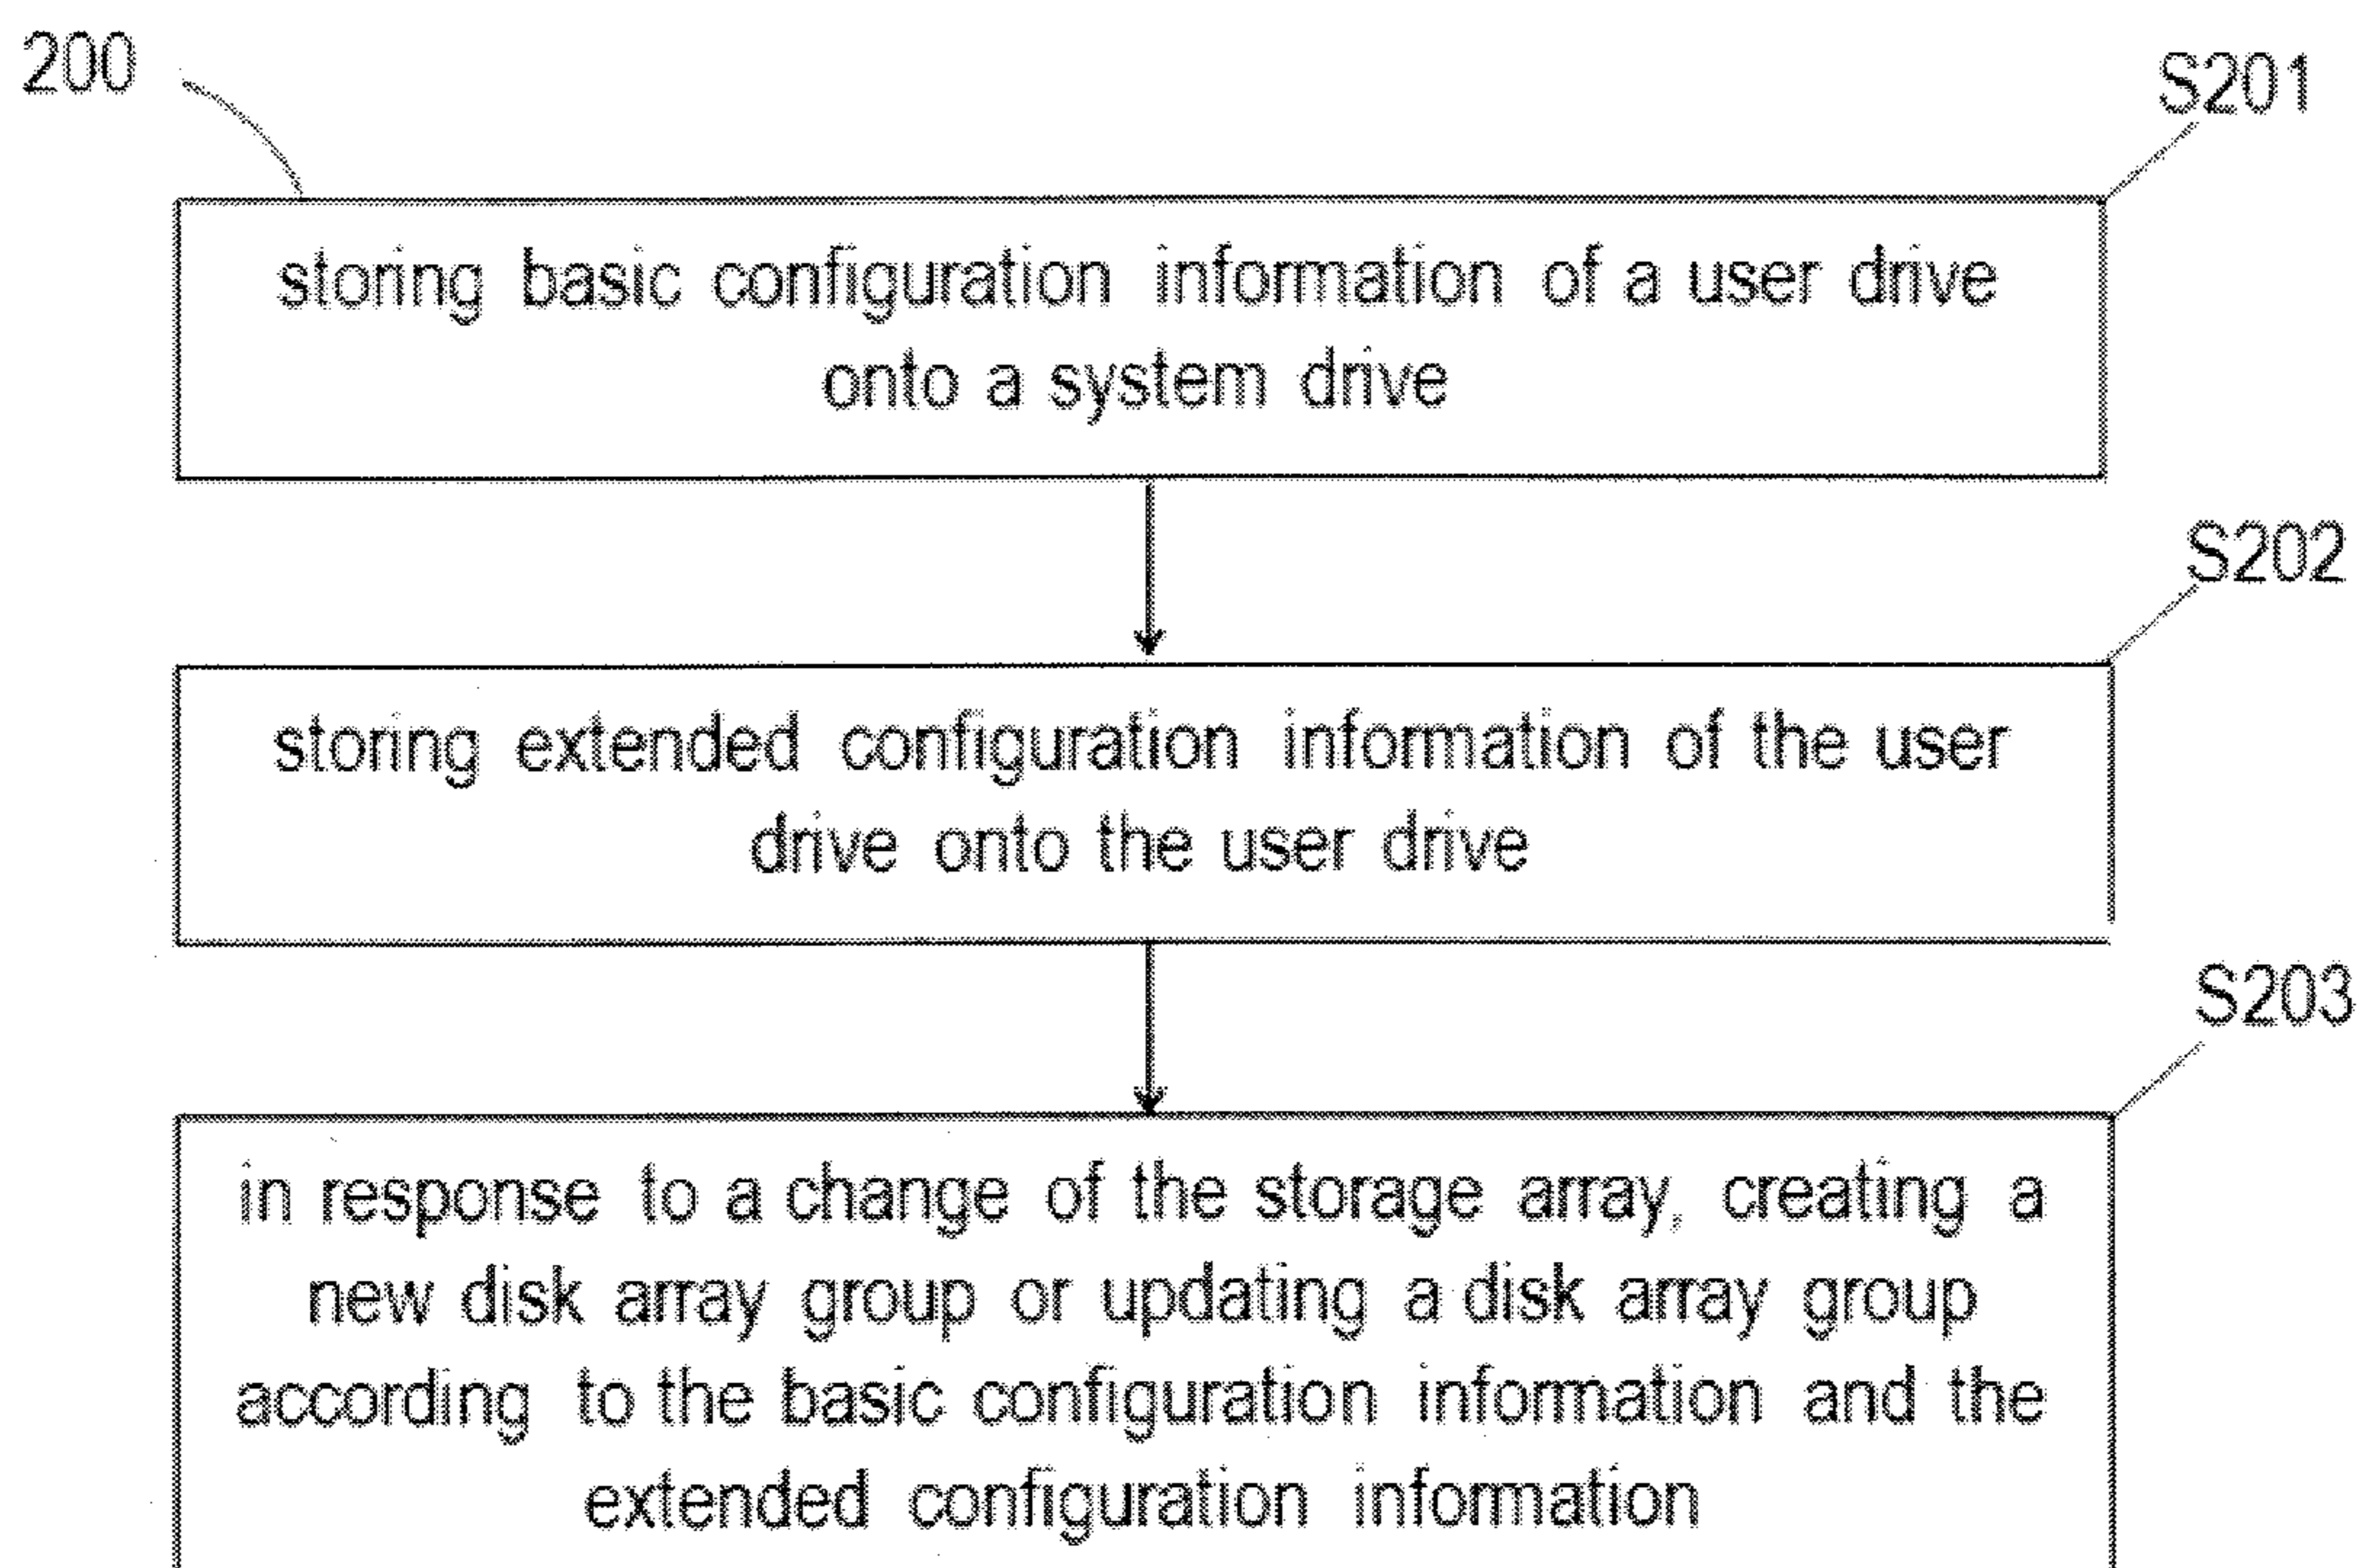 200
S201
storing basic configuration information of a user drive
onto a system drive
S202
storing extended configuration information of the user
drive onto the user drive
S203
in response to a change of the storage array, creating a
new disk array group or updating a disk array group
according to the basic configuration information and the
extended configuration information